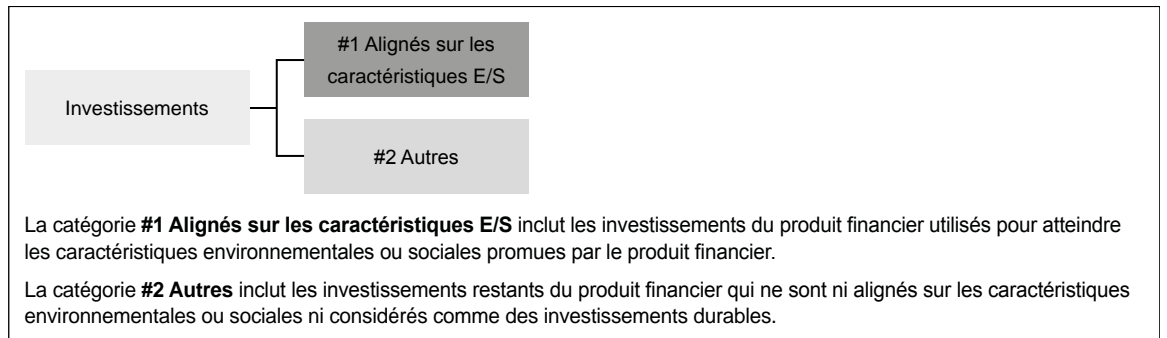 #1 Alignés sur les
caractéristiques E/S
Investissements
#2 Autres
La catégorie #1 Alignés sur les caractéristiques E/S inclut les investissements du produit financier utilisés pour atteindre
les caractéristiques environnementales ou sociales promues par le produit financier.
La catégorie #2 Autres inclut les investissements restants du produit financier qui ne sont ni alignés sur les caractéristiques
environnementales ou sociales ni considérés comme des investissements durables.